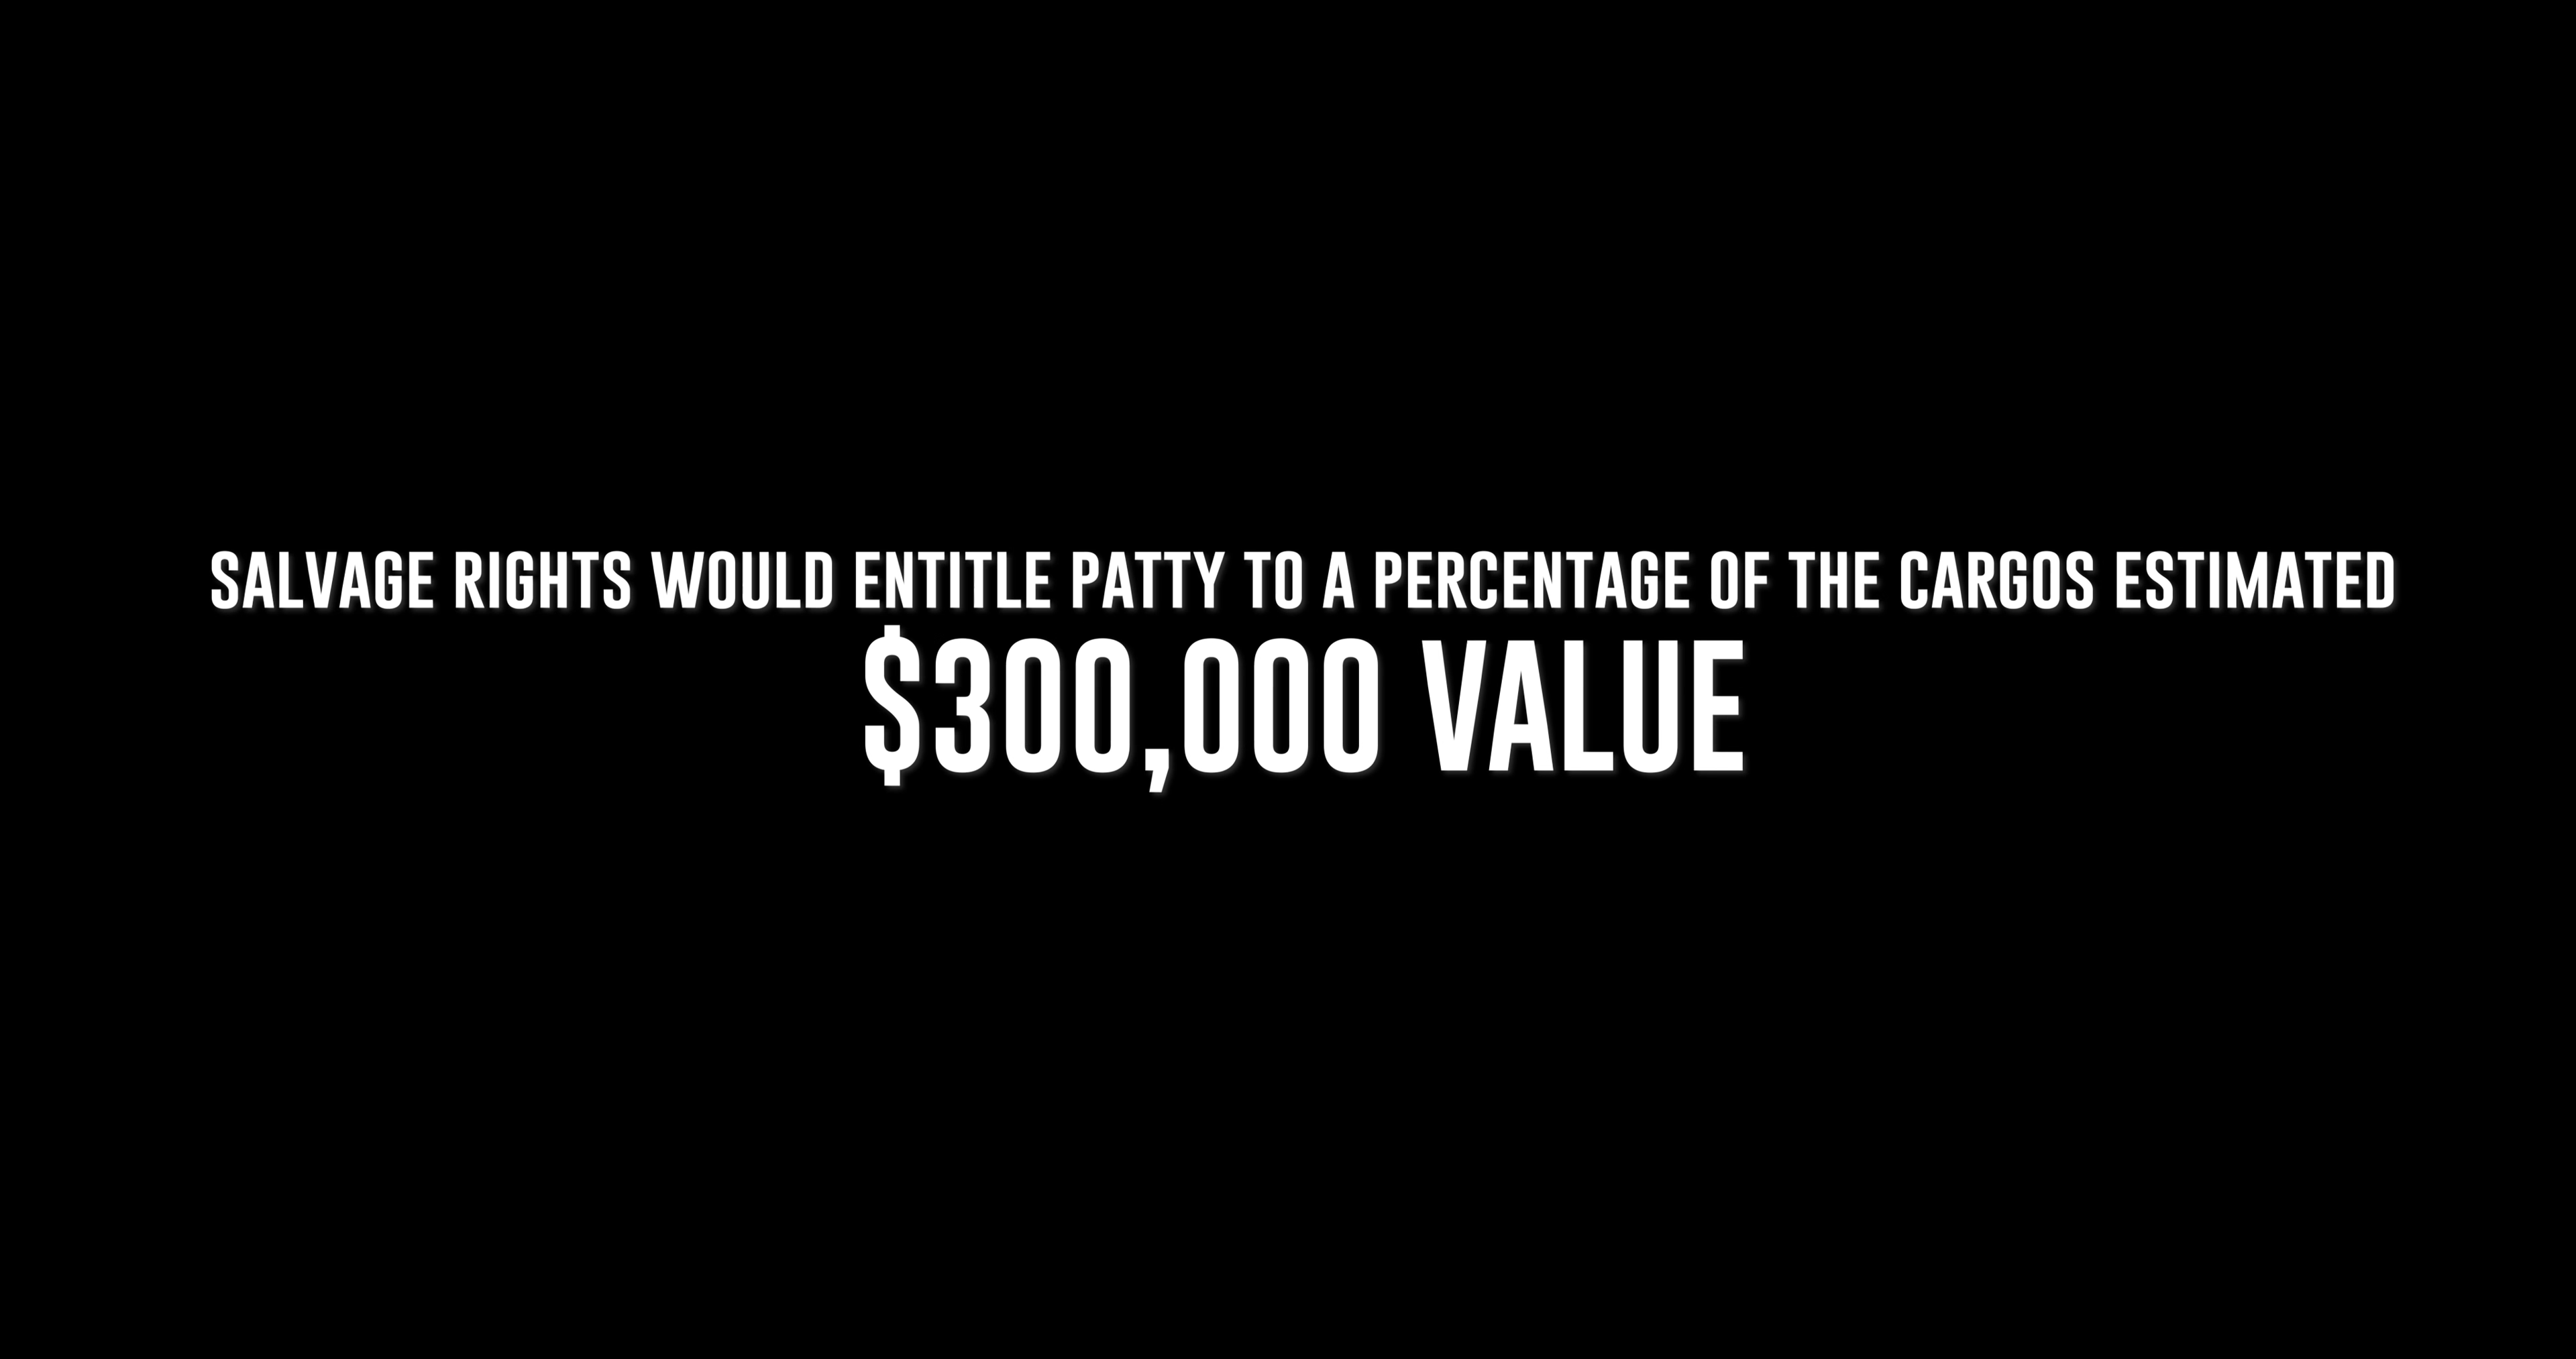 SALVAGE RIGHTS WOULD ENTITLE PATTY TO A PERCENTAGE OF THE CARGOS ESTIMATED
$300,000 VALUE